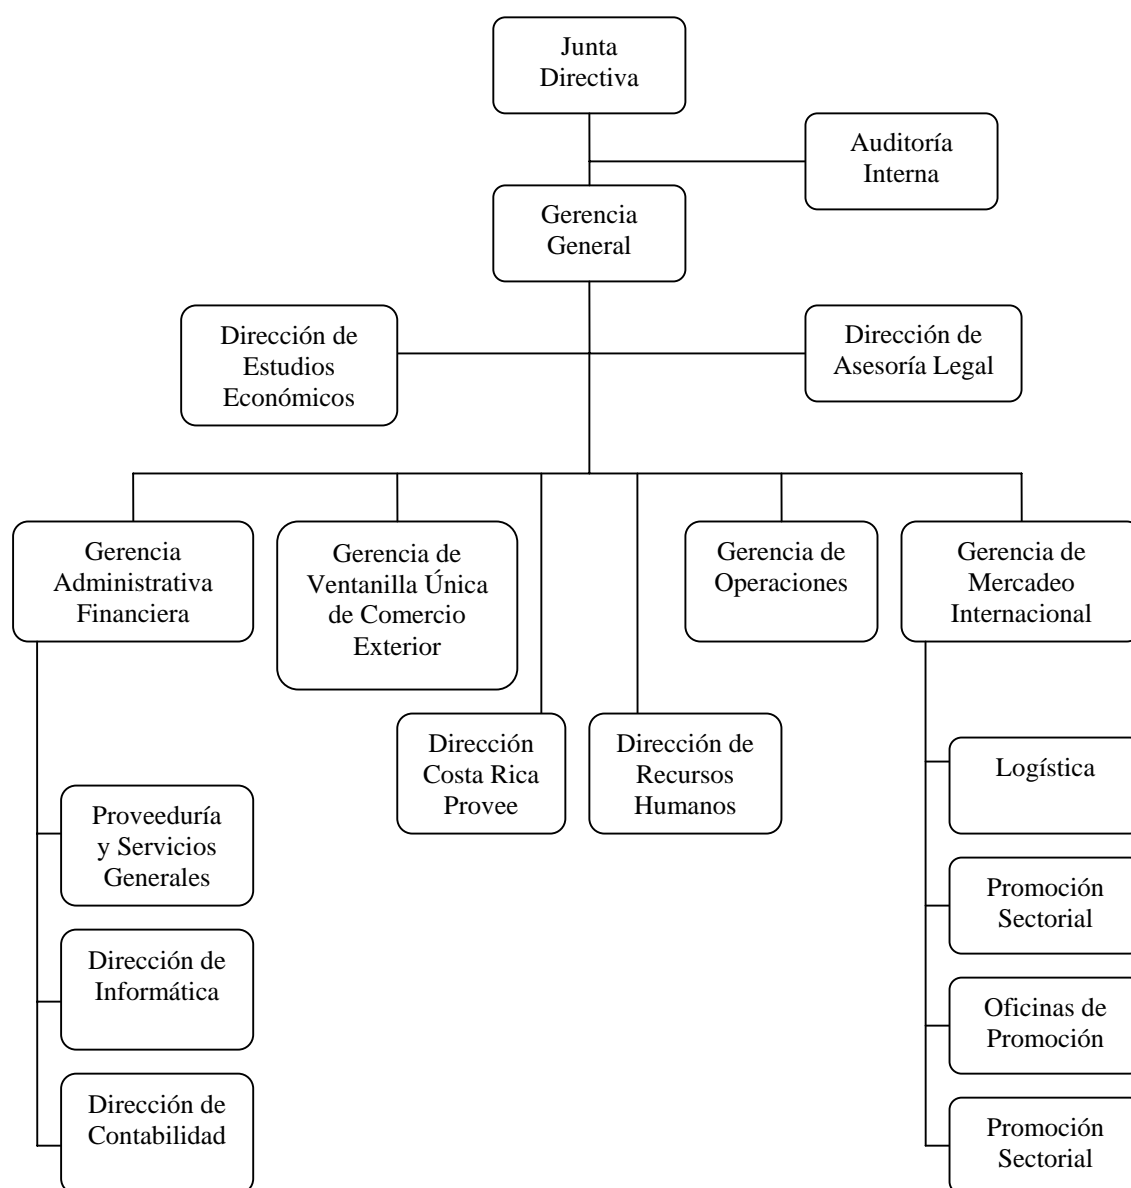 Junta
Directiva
Auditoría
Interna
Gerencia
General
Dirección de
Estudios
Económicos
Dirección de
Asesoría Legal
Gerencia
Administrativa
Financiera
Gerencia de
Ventanilla Única
de Comercio
Exterior
Gerencia de
Operaciones
Gerencia de
Mercadeo
Internacional
Dirección
Costa Rica
Provee
Dirección de
Recursos
Humanos
Logística
Proveeduría
y Servicios
Generales
Promoción
Sectorial
Dirección de
Informática
Oficinas de
Promoción
Dirección de
Contabilidad
Promoción
Sectorial